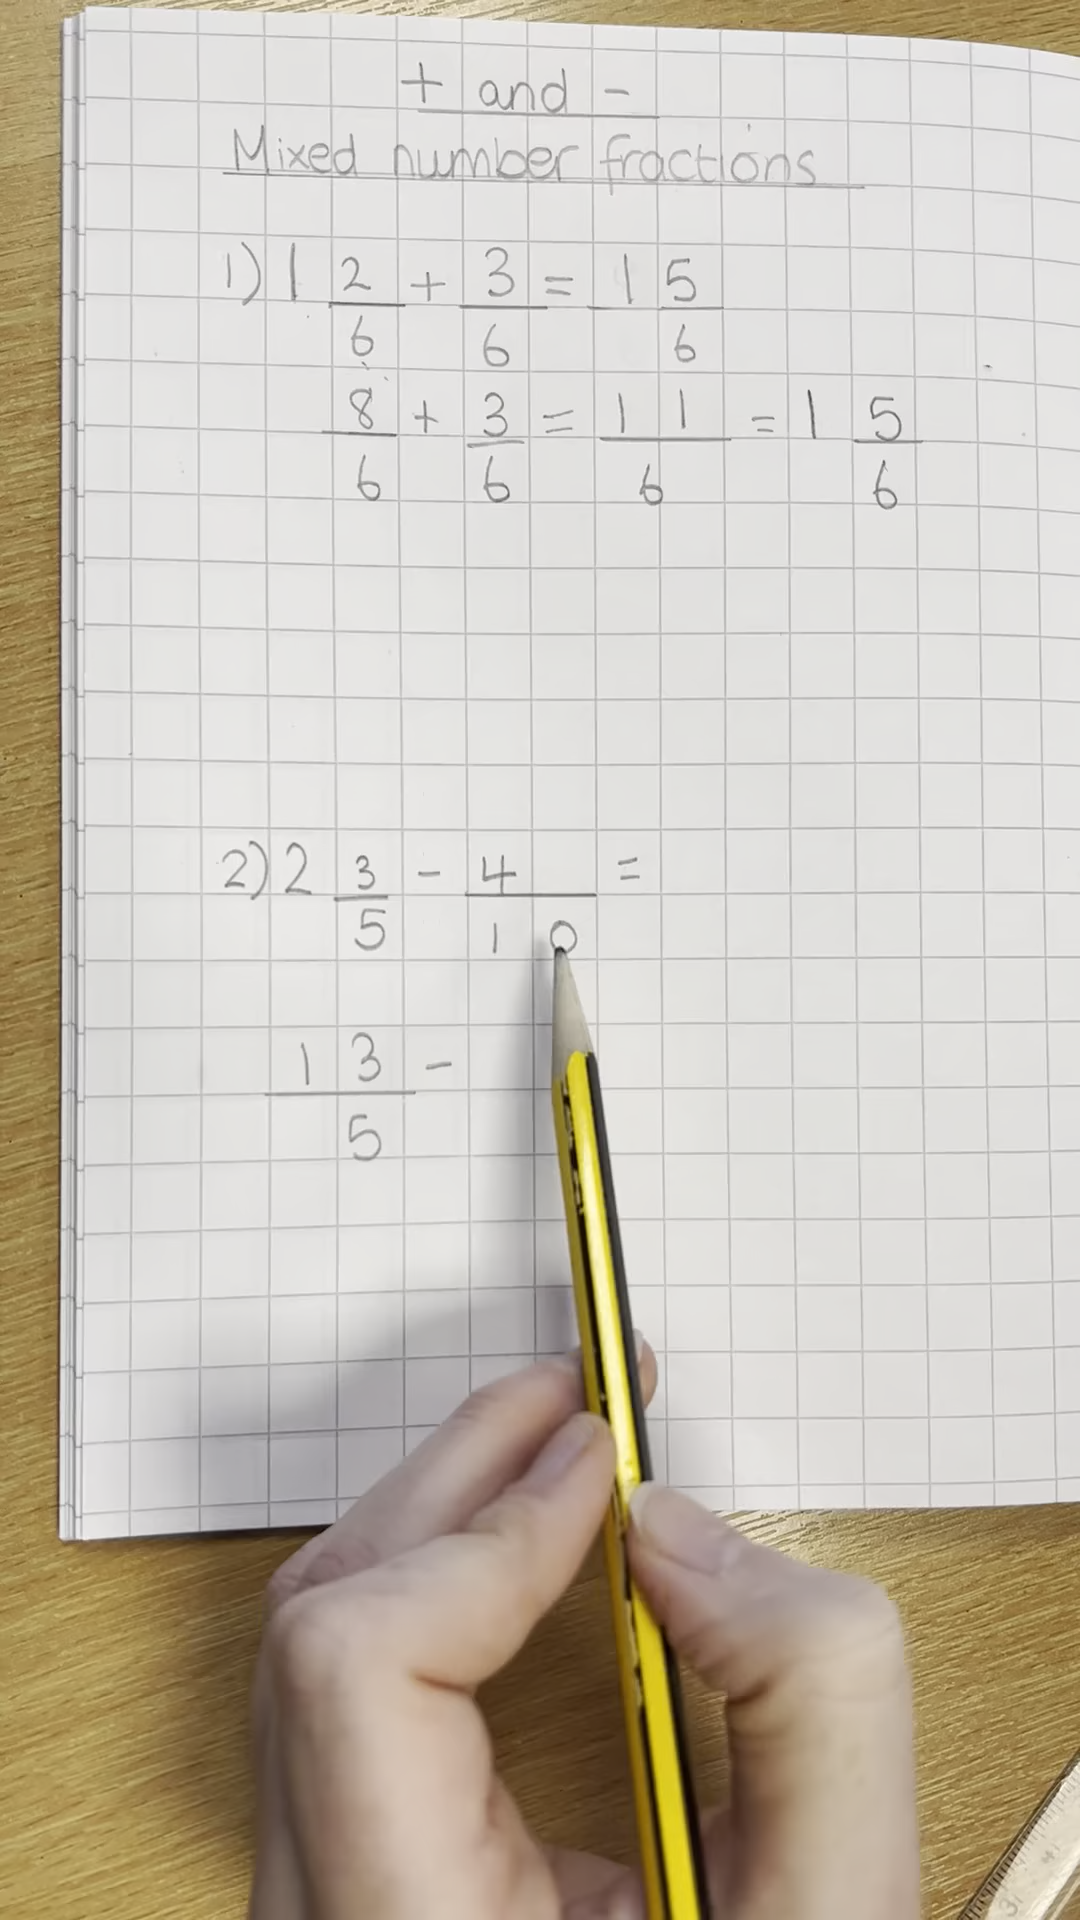 + and -
Mixed number fractions
1) 1 2/6 + 3/6 = 1 5/6
8/6 + 3/6 = 11/6 = 1 5/6
2) 2 3/5 - 4/10 =
13/5 -